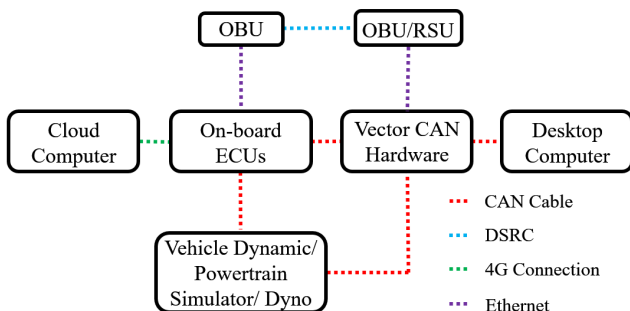 OBU
OBU/RSU
Cloud
Computer
On-board
ECUs
Vector CAN
Hardware
Desktop
Computer
Vehicle Dynamic/
Powertrain
Simulator/ Dyno
CAN Cable
DSRC
4G Connection
Ethernet